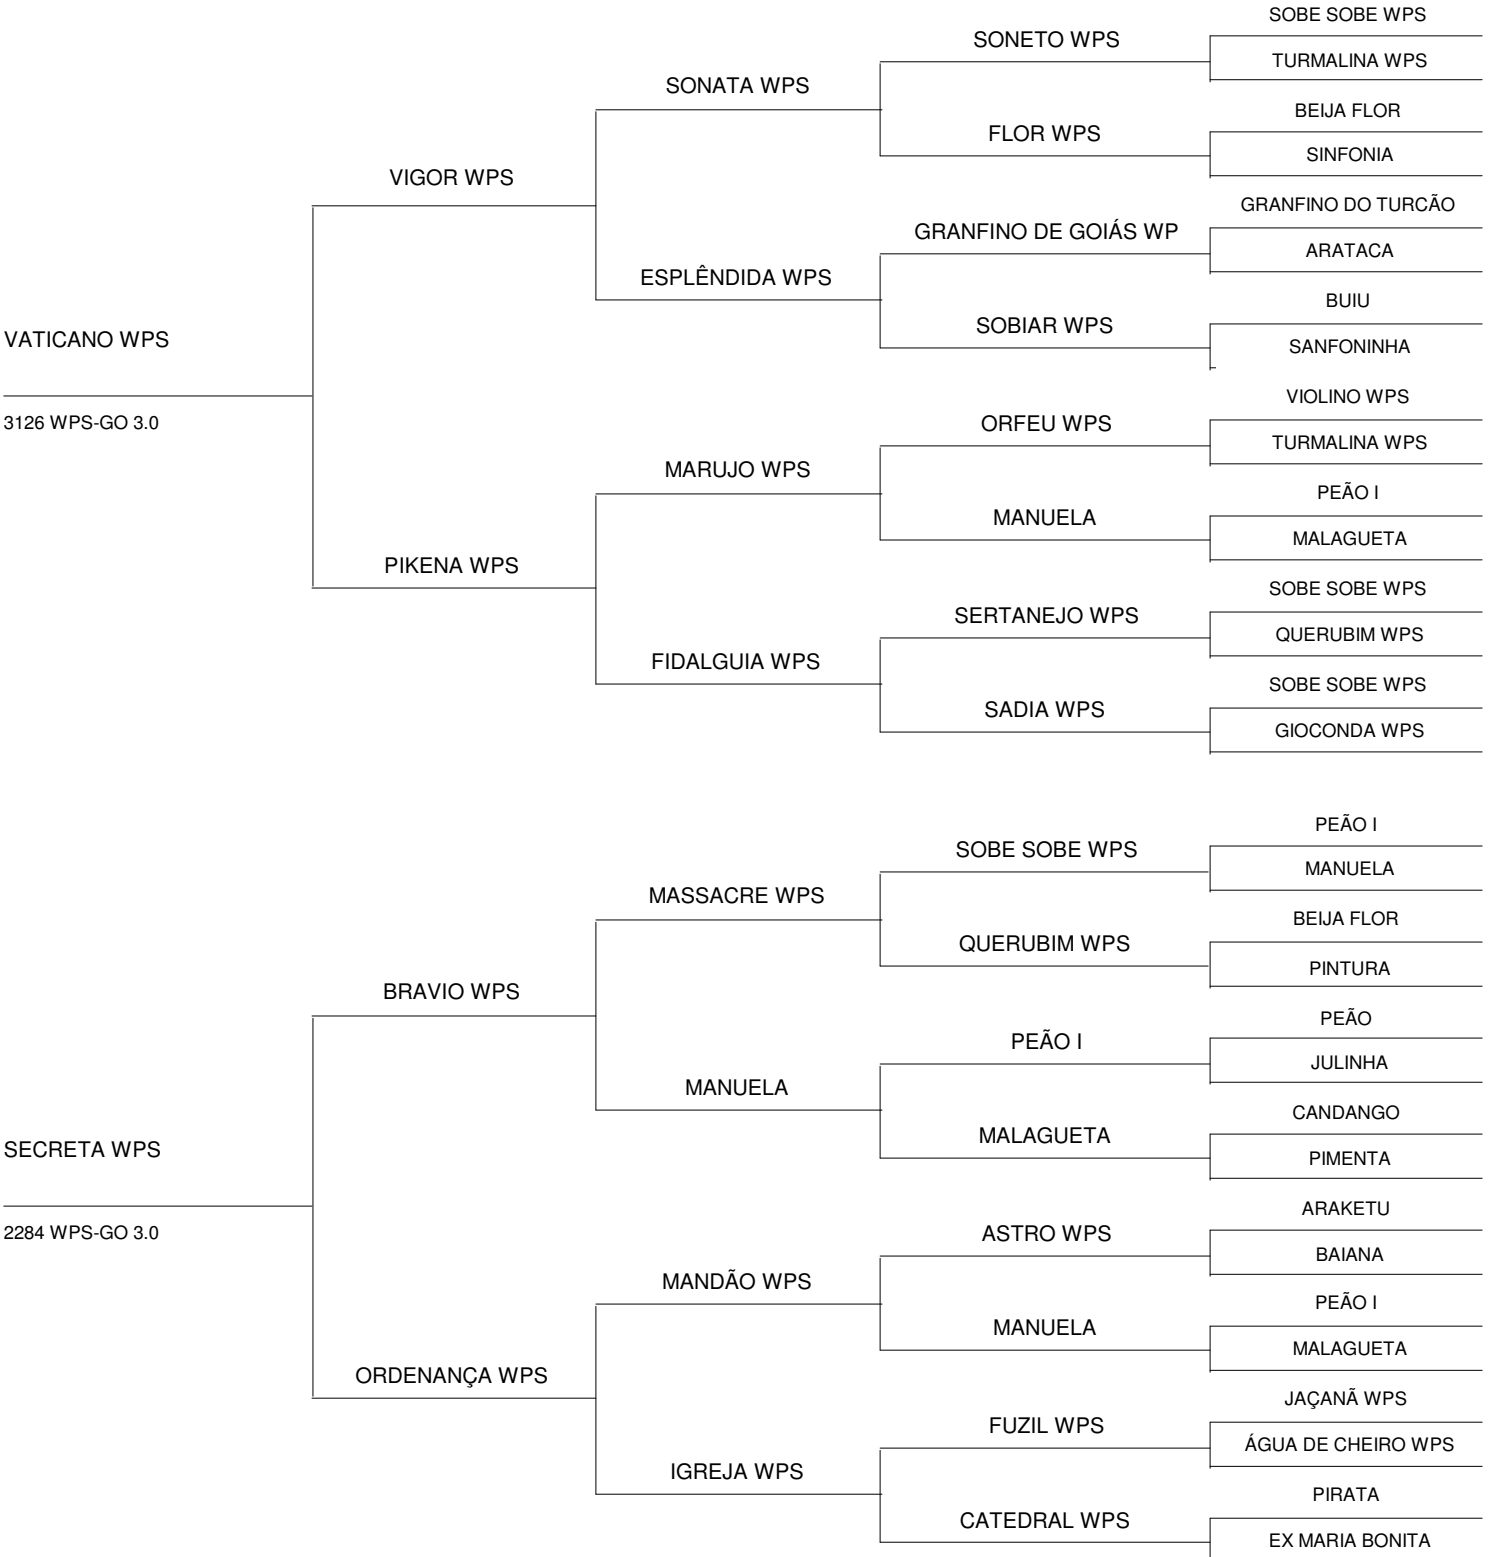 SOBE SOBE WPS
SONETO WPS
TURMALINA WPS
SONATA WPS
BEIJA FLOR
FLOR WPS
SINFONIA
VIGOR WPS
GRANFINO DO TURCÃO
GRANFINO DE GOIÁS WP
ARATACA
ESPLÊNDIDA WPS
BUIU
SOBIAR WPS
SANFONINHA
VATICANO WPS
3126 WPS-GO 3.0
VIOLINO WPS
ORFEU WPS
TURMALINA WPS
MARUJO WPS
PEÃO I
MANUELA
MALAGUETA
PIKENA WPS
SOBE SOBE WPS
SERTANEJO WPS
QUERUBIM WPS
FIDALGUIA WPS
SOBE SOBE WPS
SADIA WPS
GIOCONDA WPS
PEÃO I
SOBE SOBE WPS
MANUELA
MASSACRE WPS
BEIJA FLOR
QUERUBIM WPS
PINTURA
BRAVIO WPS
PEÃO
PEÃO I
JULINHA
MANUELA
CANDANGO
MALAGUETA
PIMENTA
SECRETA WPS
2284 WPS-GO 3.0
ARAKETU
ASTRO WPS
BAIANA
MANDÃO WPS
PEÃO I
MANUELA
MALAGUETA
ORDENANÇA WPS
JAÇANÃ WPS
FUZIL WPS
ÁGUA DE CHEIRO WPS
IGREJA WPS
PIRATA
CATEDRAL WPS
EX MARIA BONITA